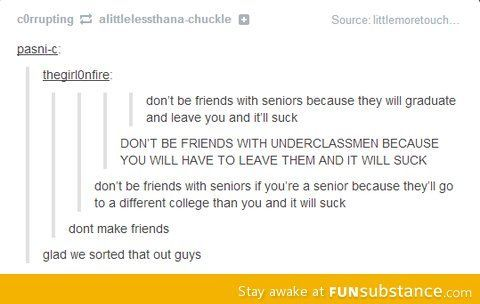 c0rrupting alittlelessthana-chuckle Source: littlemoretouch...
pasni-c:
thegirl0nfire:
don't be friends with seniors because they will graduate
and leave you and it'll suck
DON'T BE FRIENDS WITH UNDERCLASSMEN BECAUSE
YOU WILL HAVE TO LEAVE THEM AND IT WILL SUCK
don't be friends with seniors if you're a senior because they'll go
to a different college than you and it will suck
dont make friends
glad we sorted that out guys
Stay awake at FUNsubstance.com